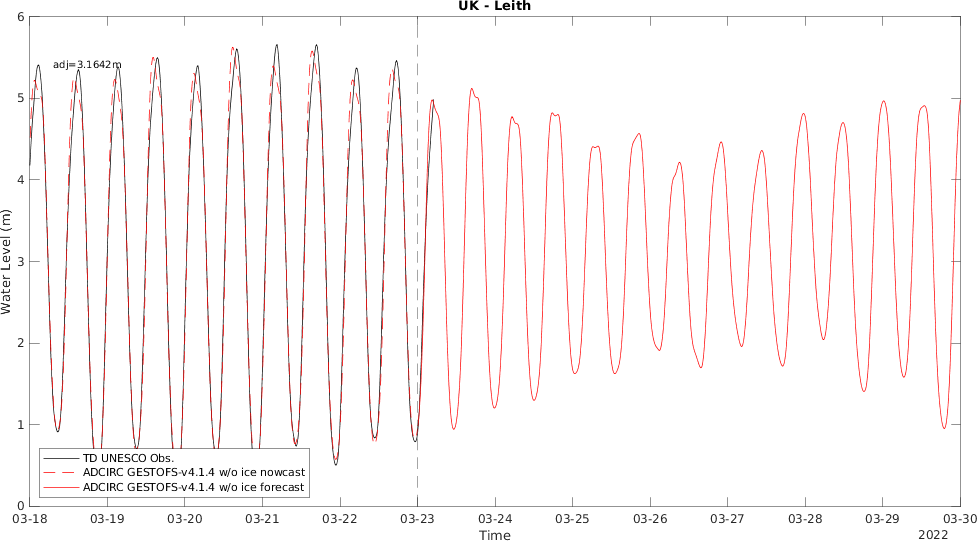 UK - Leith
6
adj=3.1642m
5
4
3
2
1
0
Water Level (m)
TD UNESCO Obs.
ADCIRC GESTOFS-v4.1.4 w/o ice nowcast
ADCIRC GESTOFS-v4.1.4 w/o ice forecast
03-18 03-19 03-20 03-21 03-22 03-23 03-24 03-25 03-26 03-27 03-28 03-29 03-30
Time
2022